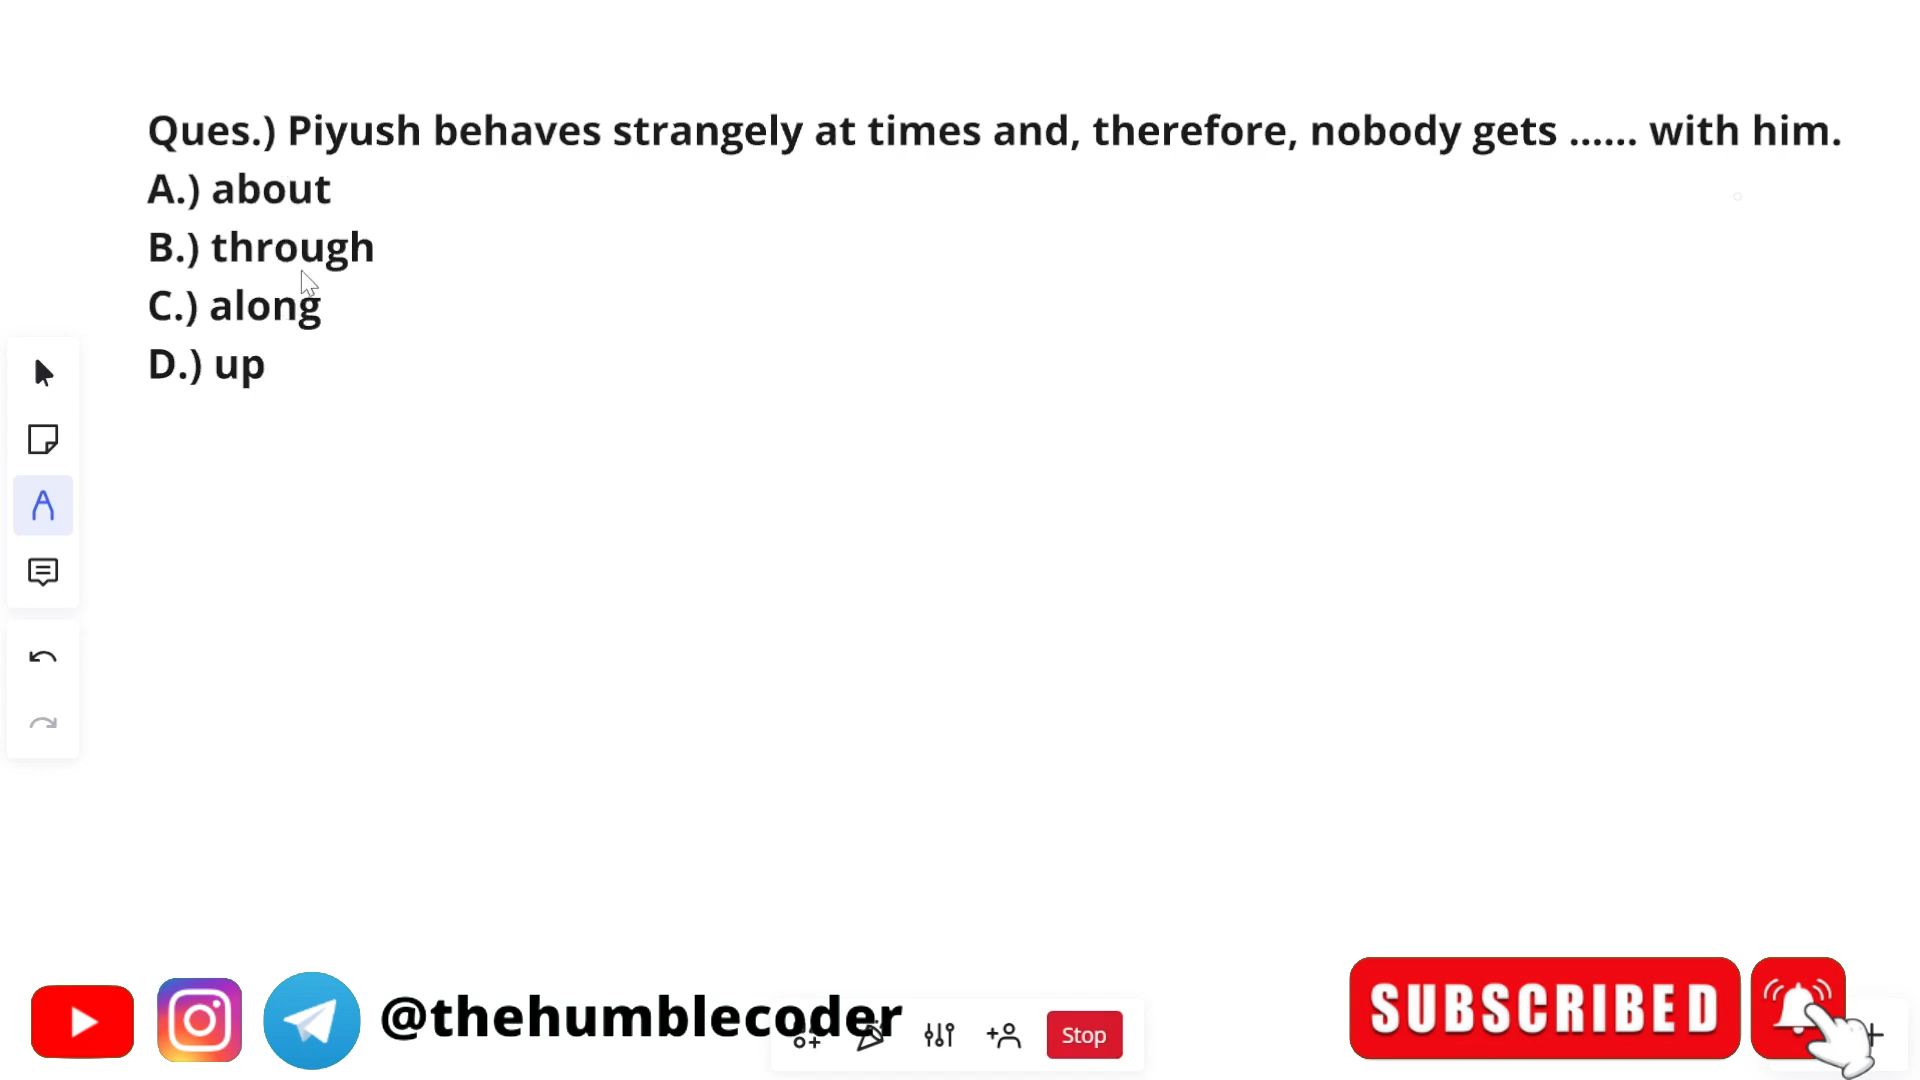 Ques.) Piyush behaves strangely at times and, therefore, nobody gets ...... with him.
A.) about
B.) through
C.) along
D.) up
@thehumblecoder
Stop
SUBSCRIBED